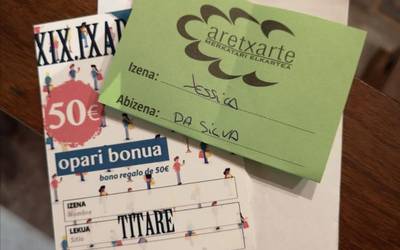 aretxarte
MERKATARI ELKARTEA
Izena: Jessica
Abizena: DA SILVA
XIX.TXAR
50€
opari bonua
bono regalo de 50€
IZENA
Nombre
TITARE
LEKUA
Sitio